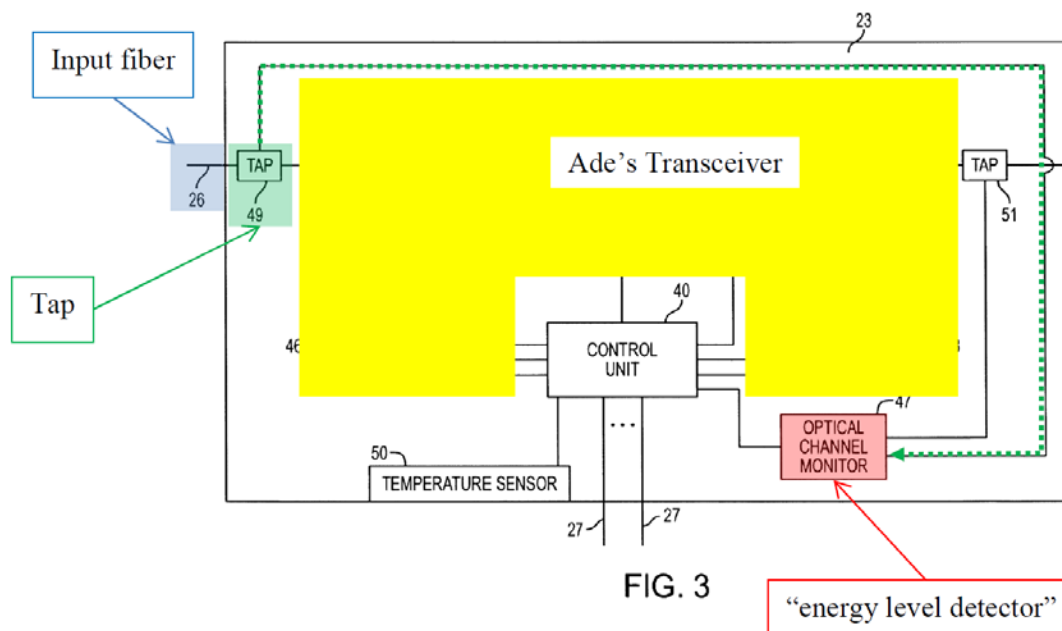 23
Input fiber
TAP
Ade's Transceiver
TAP
26
49
51
Tap
40
46
CONTROL
UNIT
47
OPTICAL
CHANNEL
MONITOR
...
50
TEMPERATURE SENSOR
27
27
FIG. 3
"energy level detector"